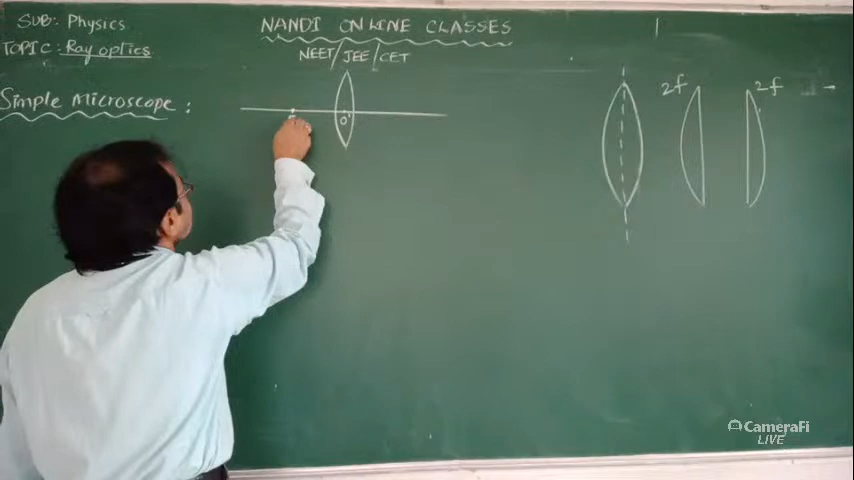 SUB:- Physics
TOPIC: Ray optics
NANDI ONLINE CLASSES
NEET/JEE/CET
Simple Microscope:
O
2f
2f
CameraFi
LIVE